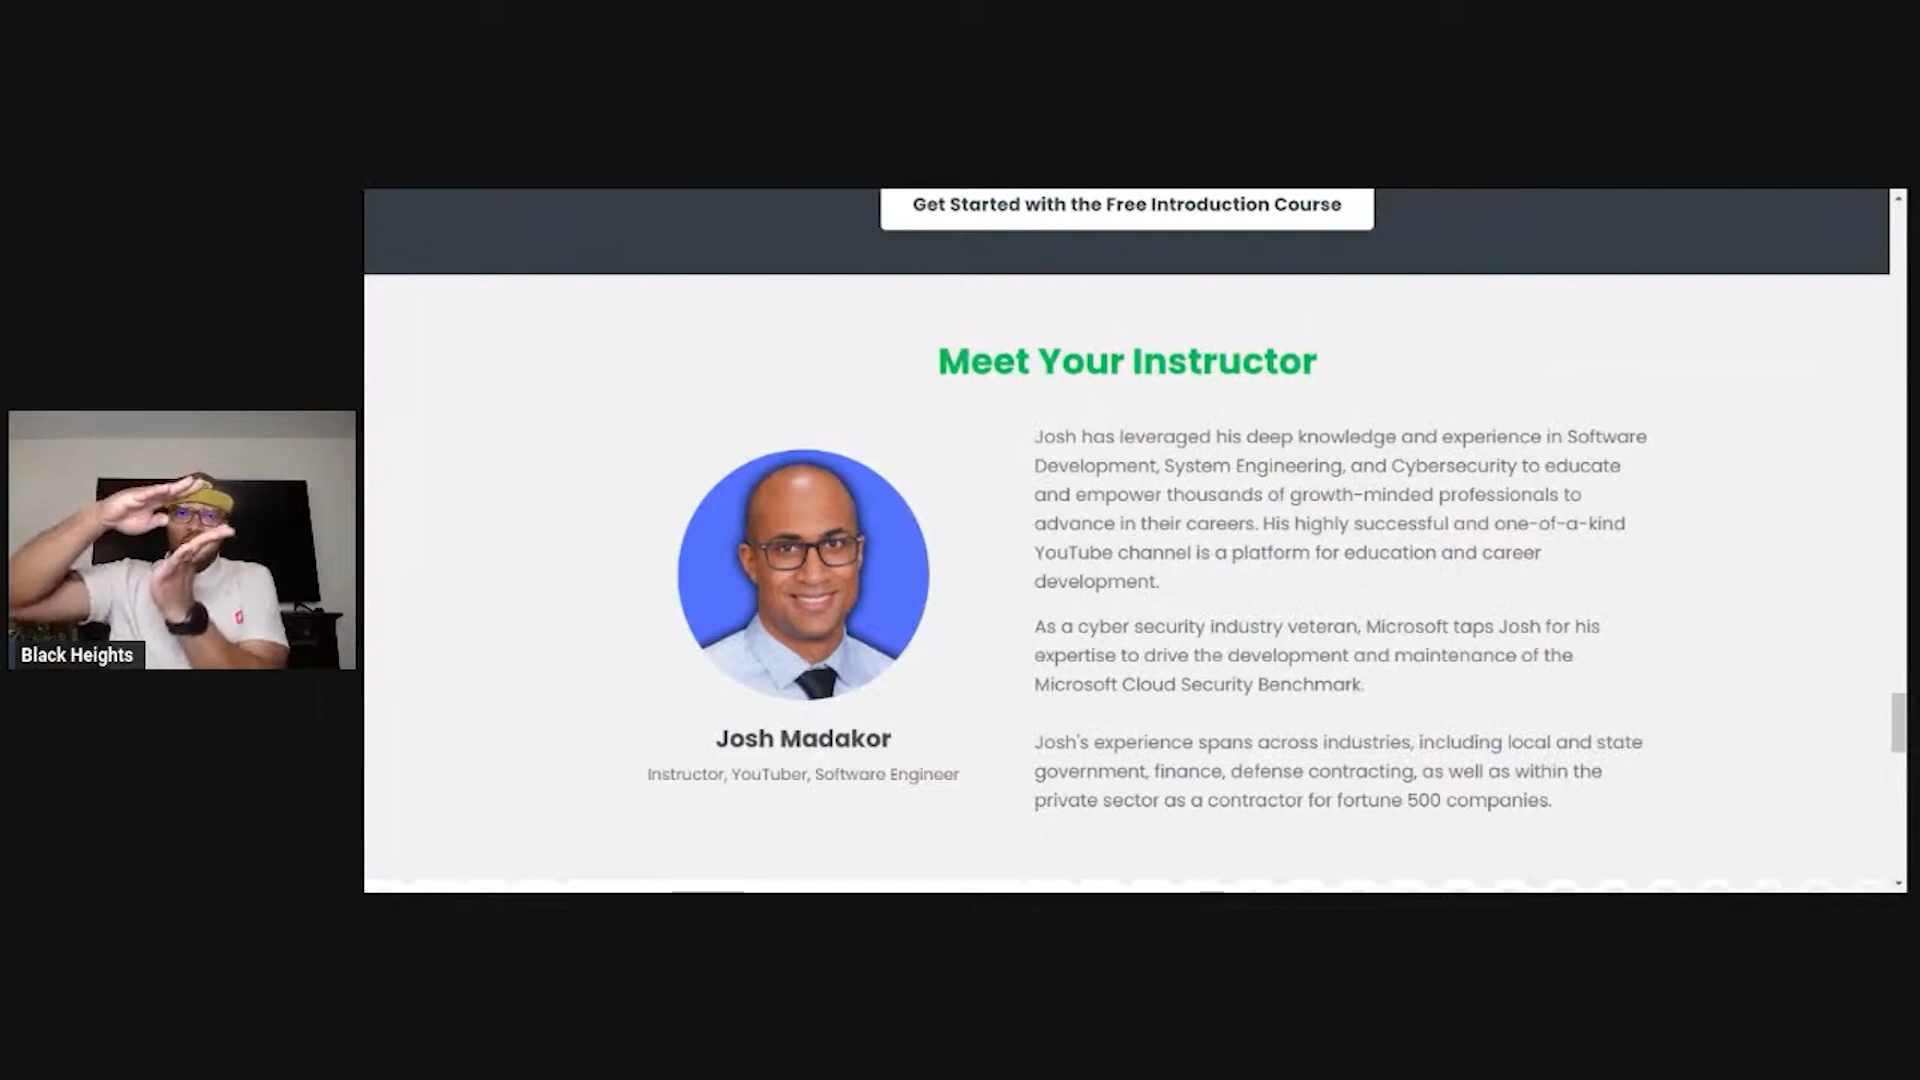 Get Started with the Free Introduction Course
Meet Your Instructor
Josh has leveraged his deep knowledge and experience in Software
Development, System Engineering, and Cybersecurity to educate
and empower thousands of growth-minded professionals to
advance in their careers. His highly successful and one-of-a-kind
YouTube channel is a platform for education and career
development.
As a cyber security industry veteran, Microsoft taps Josh for his
expertise to drive the development and maintenance of the
Microsoft Cloud Security Benchmark.
Josh's experience spans across industries, including local and state
government, finance, defense contracting, as well as within the
private sector as a contractor for fortune 500 companies.
Josh Madakor
Instructor, YouTuber, Software Engineer
Black Heights